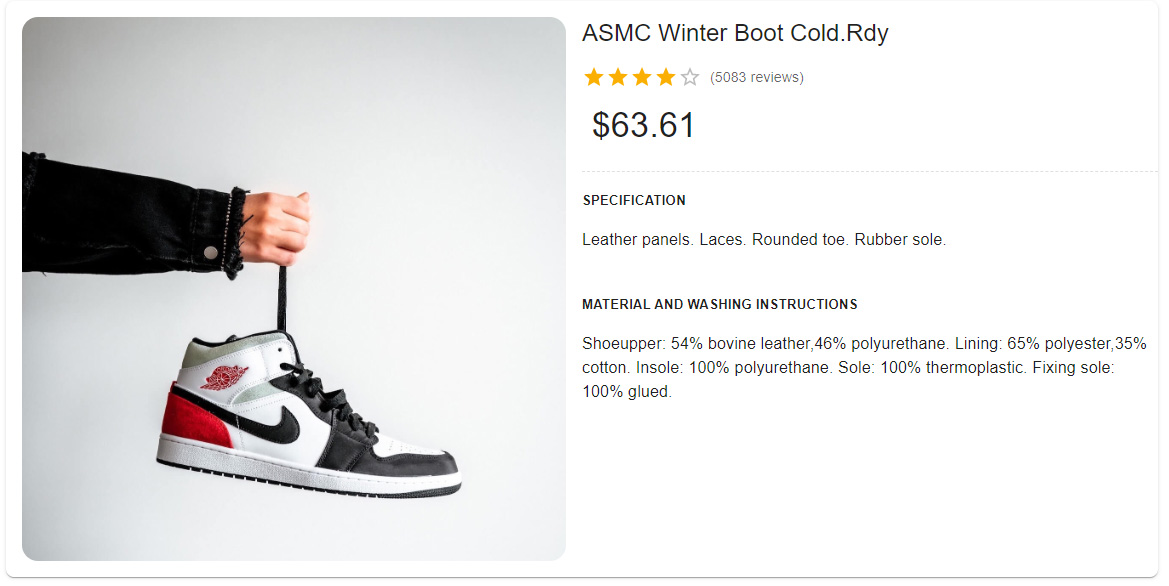 ASMC Winter Boot Cold.Rdy
(5083 reviews)
$63.61
SPECIFICATION
Leather panels. Laces. Rounded toe. Rubber sole.
MATERIAL AND WASHING INSTRUCTIONS
Shoeupper: 54% bovine leather,46% polyurethane. Lining: 65% polyester,35%
cotton. Insole: 100% polyurethane. Sole: 100% thermoplastic. Fixing sole:
100% glued.